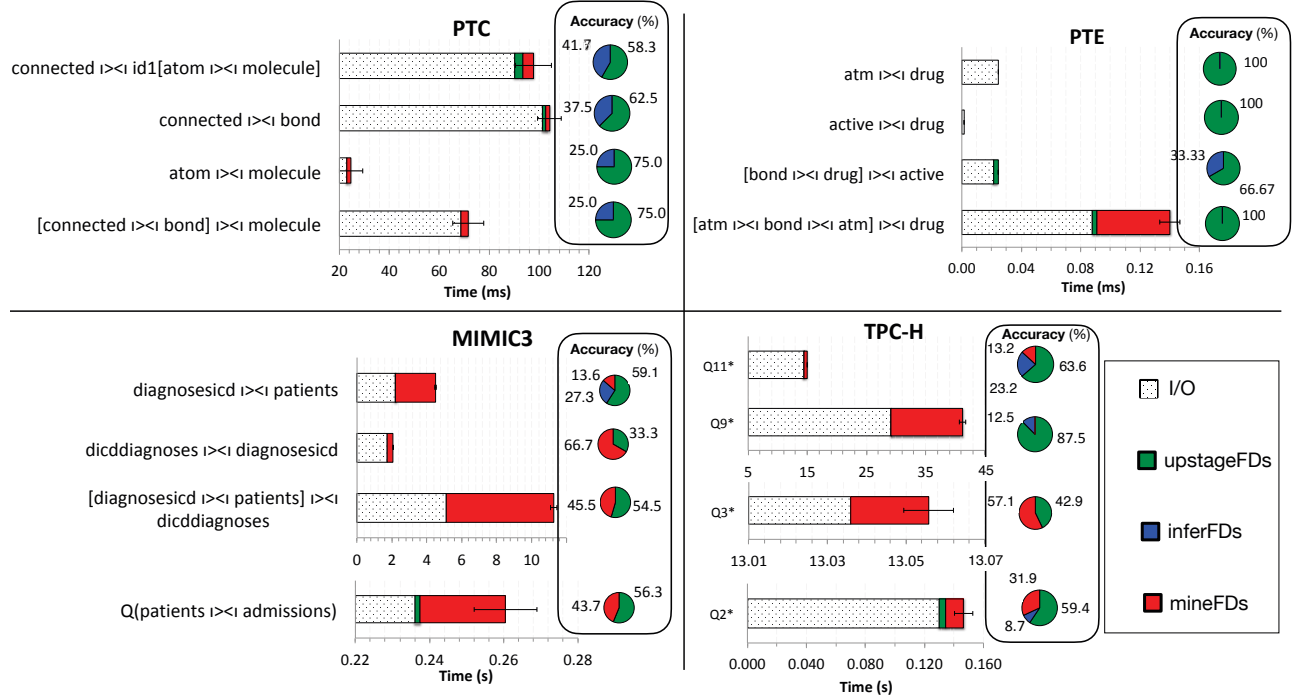 PTC
Accuracy (%)
connected ı><ı id1[atom ı><ı molecule]
41.7
58.3
connected ı><ı bond
37.5
62.5
atom ı><ı molecule
25.0
75.0
[connected ı><ı bond] ı><ı molecule
25.0
75.0
20 40 60 80 100 120
Time (ms)
PTE
Accuracy (%)
atm ı><ı drug
100
active ı><ı drug
100
[bond ı><ı drug] ı><ı active
33.33
66.67
[atm ı><ı bond ı><ı atm] ı><ı drug
100
0.00 0.04 0.08 0.12 0.16
Time (ms)
MIMIC3
Accuracy (%)
diagnosesicd ı><ı patients
13.6
59.1
27.3
dicddiagnoses ı><ı diagnosesicd
66.7
33.3
[diagnosesicd ı><ı patients] ı><ı
dicddiagnoses
45.5
54.5
0 2 4 6 8 10
Q(patients ı><ı admissions)
43.7
56.3
0.22 0.24 0.26 0.28
Time (s)
TPC-H
Accuracy (%)
Q11*
13.2
63.6
23.2
Q9*
12.5
87.5
5 15 25 35 45
Q3*
57.1
42.9
13.01 13.03 13.05 13.07
Q2*
31.9
59.4
8.7
0.000 0.040 0.080 0.120 0.160
Time (s)
I/O
upstageFDs
inferFDs
mineFDs